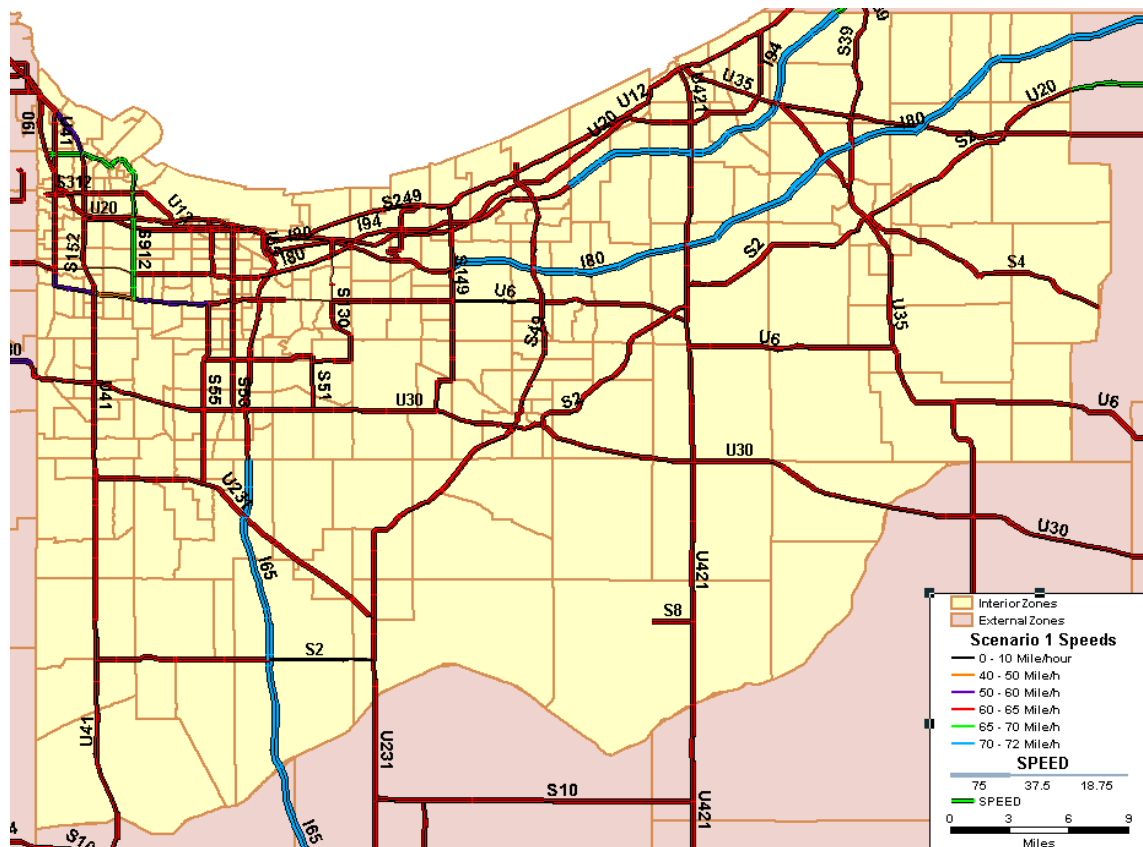 S39
I94
S39
U35
U421
U12
U20
I80
S2
U20
I90
U41
S312
U20
U12
S249
I90
I94
I80
S152
S912
S149
I80
S2
S4
U6
S130
S49
U35
U6
S55
S53
S51
U30
S2
U6
30
U41
U30
U231
U30
I65
U421
S8
S2
U41
U231
S10
U421
I65
4
S10
Interior Zones
External Zones
Scenario 1 Speeds
0 - 10 Mile/hour
40 - 50 Mile/h
50 - 60 Mile/h
60 - 65 Mile/h
65 - 70 Mile/h
70 - 72 Mile/h
SPEED
75 37.5 18.75
SPEED
0 3 6 9
Miles